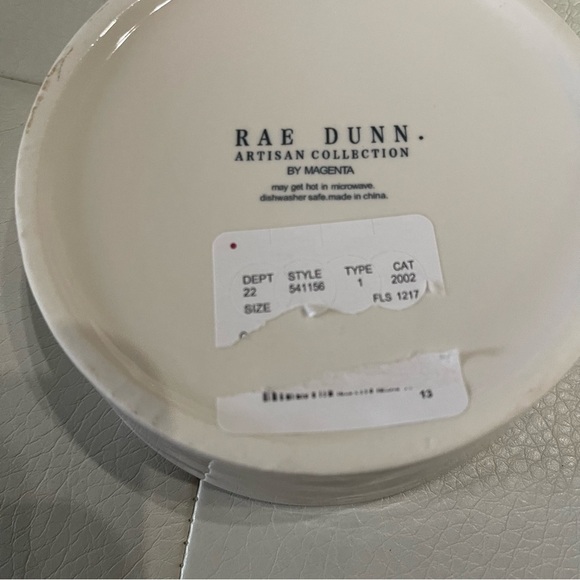 RAE DUNN.
ARTISAN COLLECTION
BY MAGENTA
may get hot in microwave.
dishwasher safe.made in china.
DEPT STYLE TYPE CAT
22 541156 1 2002
SIZE FLS 1217
13